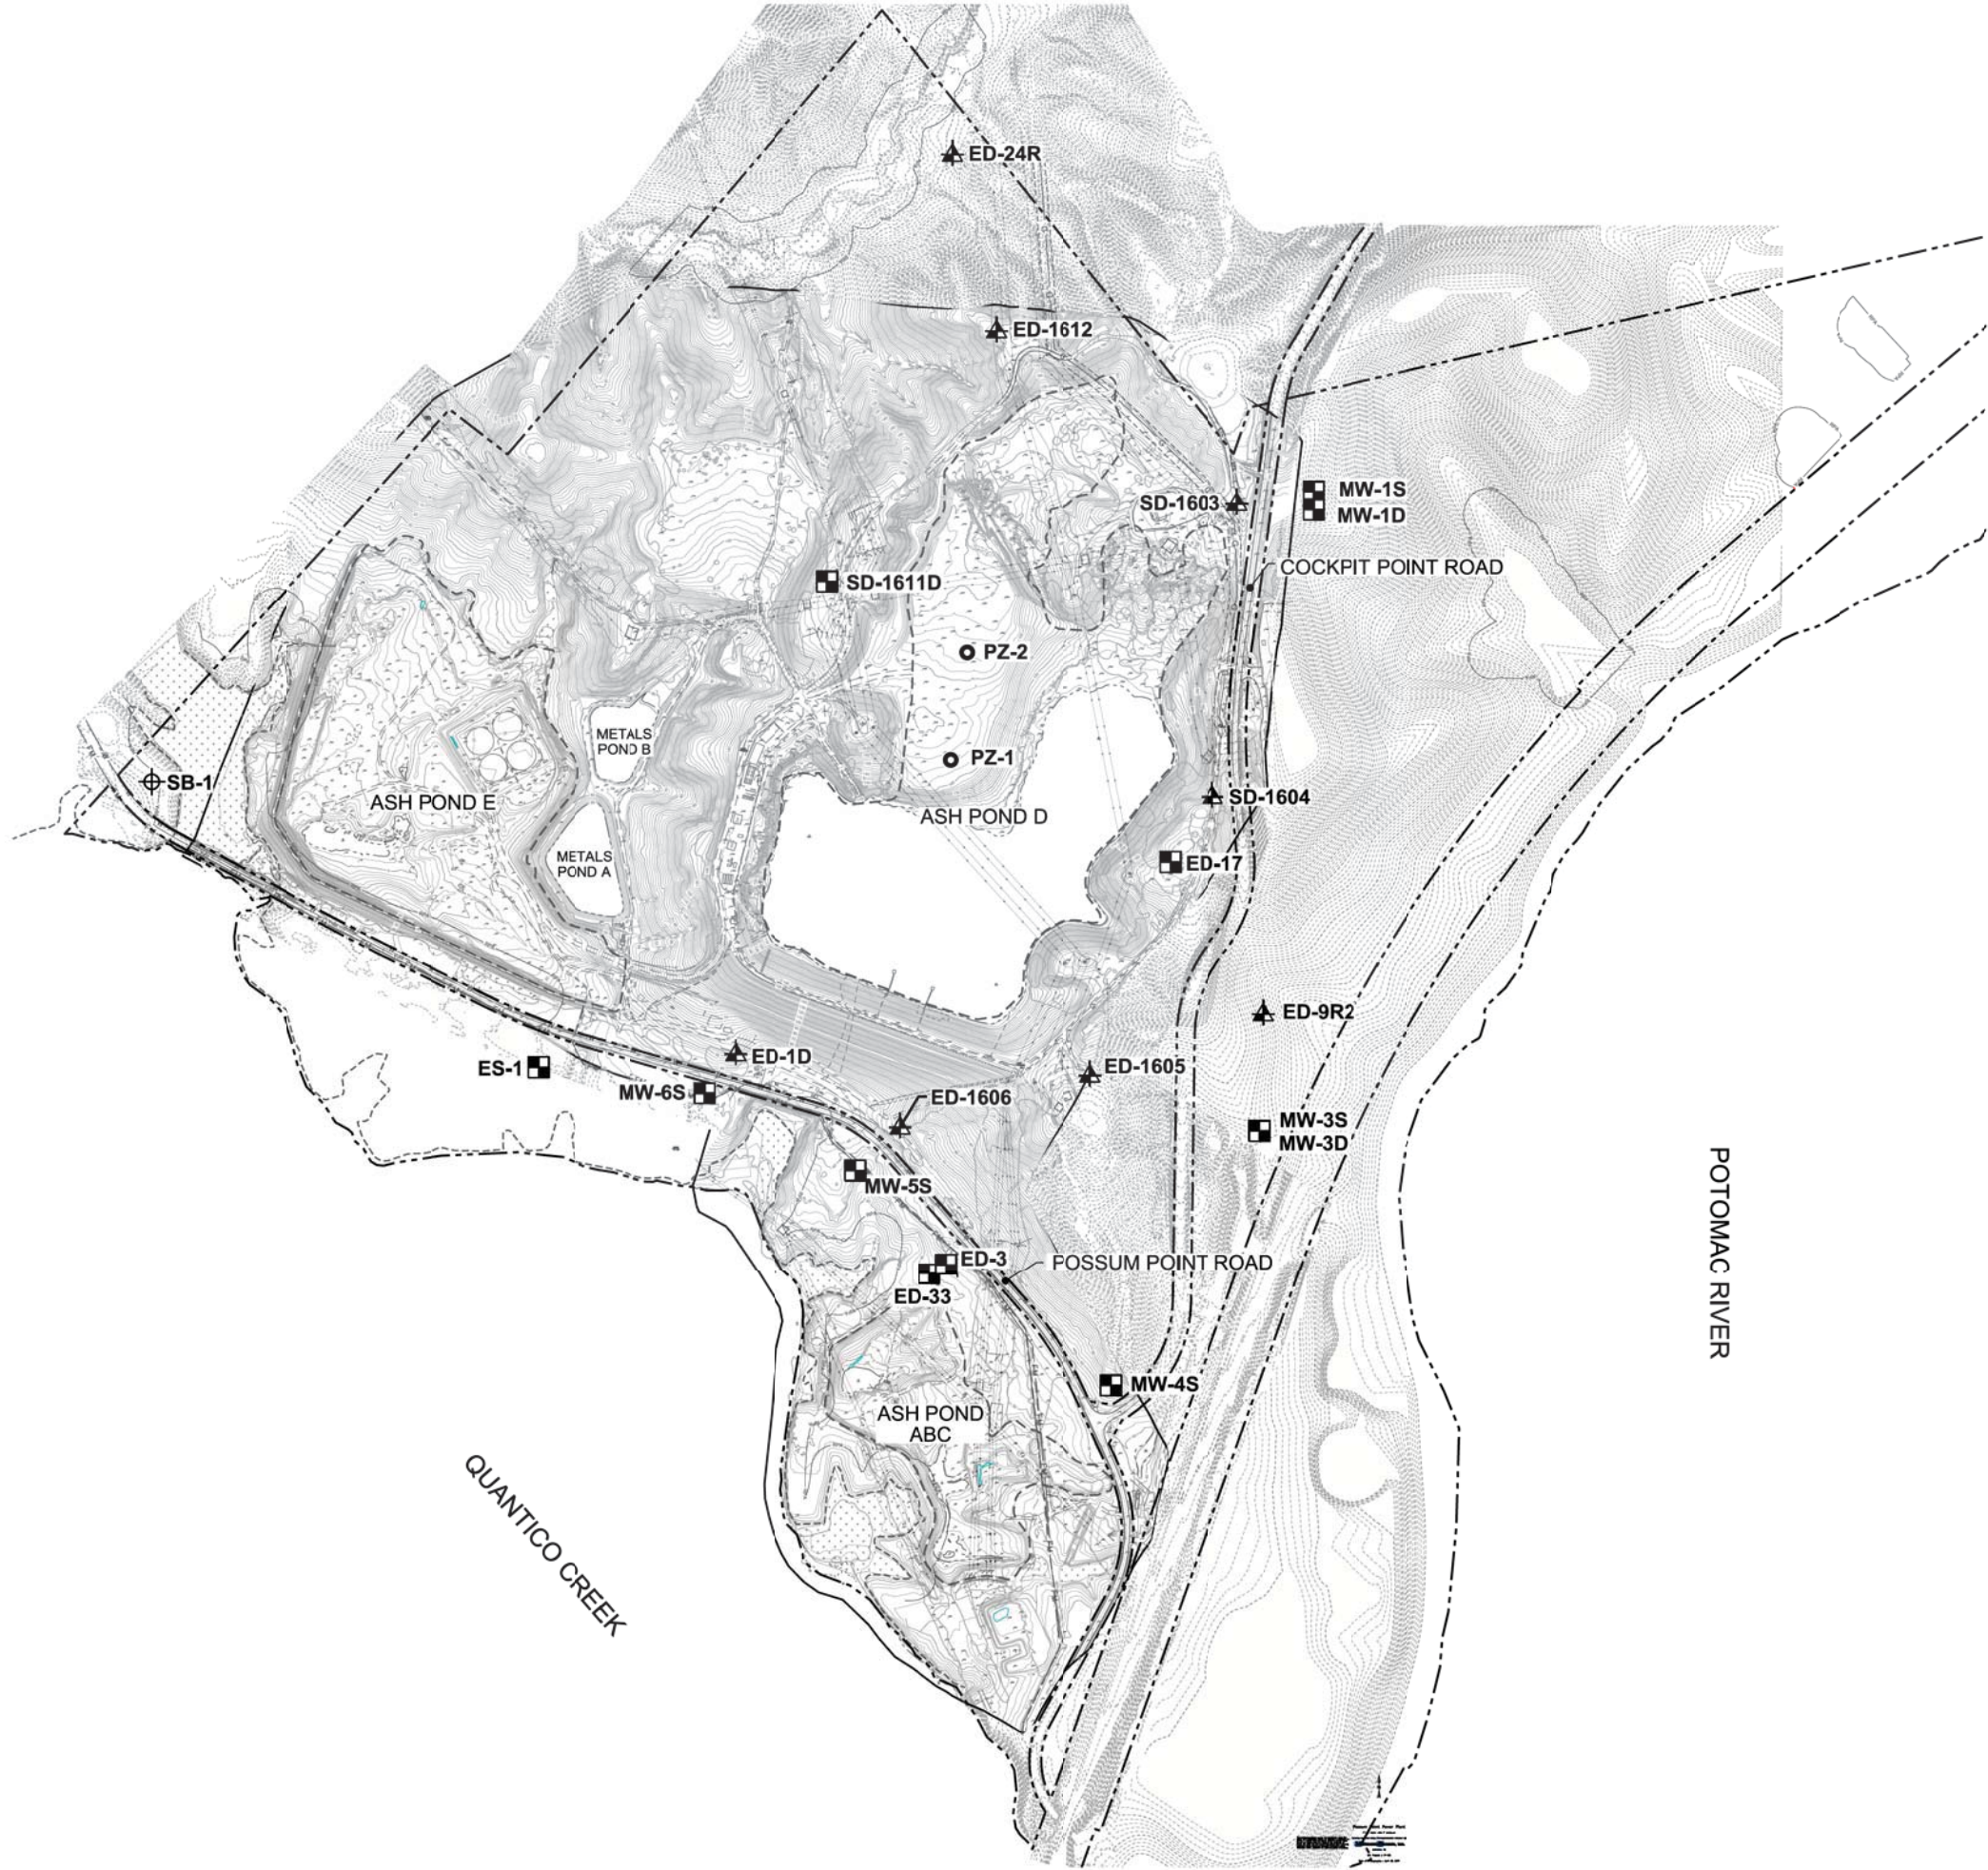 ED-24R
ED-1612
MW-1S
SD-1603
MW-1D
COCKPIT POINT ROAD
SD-1611D
PZ-2
METALS
POND B
PZ-1
SB-1
ASH POND E
SD-1604
ASH POND D
METALS
POND A
ED-17
ED-9R2
ED-1D
ES-1
ED-1605
MW-6S
ED-1606
MW-3S
MW-3D
MW-5S
POTOMAC RIVER
ED-3
POSSUM POINT ROAD
ED-33
MW-4S
ASH POND
ABC
QUANTICO CREEK